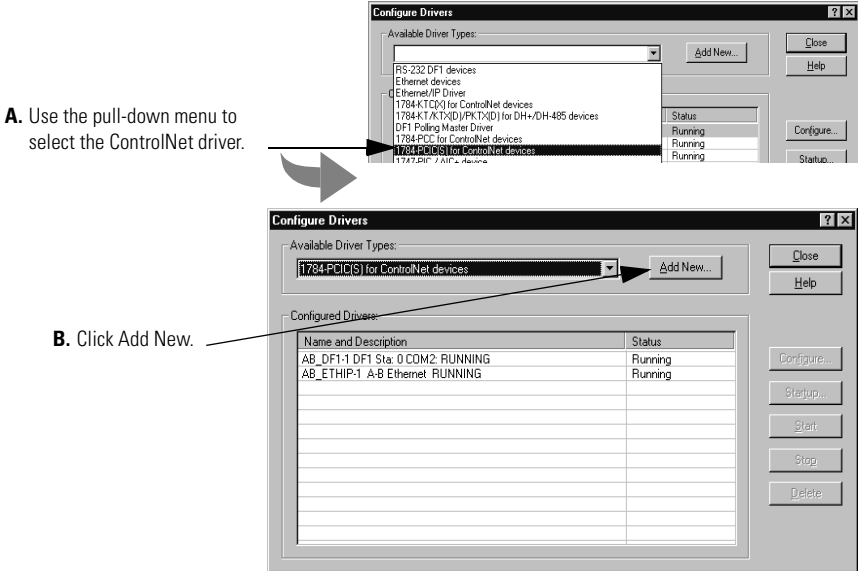 Configure Drivers
Available Driver Types:
Add New...
Close
Help
RS-232 DF1 devices
Ethernet devices
Ethernet/IP Driver
1784-KTC(X) for ControlNet devices
1784-KT/KTX(D)/PKTX(D) for DH+/DH-485 devices
DF1 Polling Master Driver
1784-PCC for ControlNet devices
1784-PCIC(S) for ControlNet devices
1747-PIC / AIC+ device
C
Status
Running
Running
Running
Configure...
Startup...
A. Use the pull-down menu to
select the ControlNet driver.
Configure Drivers
Available Driver Types:
1784-PCIC(S) for ControlNet devices
Add New...
Close
Help
B. Click Add New.
Configured Drivers:
Name and Description
Status
AB_DF1-1 DF1 Sta: 0 COM2: RUNNING
Running
AB_ETHIP-1 A-B Ethernet RUNNING
Running
Configure...
Startup...
Start
Stop
Delete